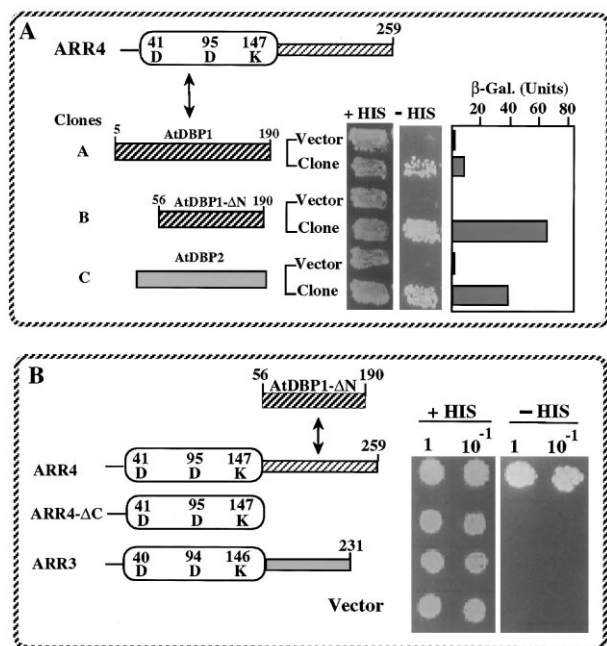 A
259
41 95 147
ARR4
D D K
β-Gal. (Units)
+ HIS - HIS
20 40 60 80
Clones
5 AtDBP1 190
A
Vector
Clone
56 AtDBP1-ΔN 190
B
Vector
Clone
AtDBP2
C
Vector
Clone
B
56 190
AtDBP1-ΔN
+ HIS - HIS
1 10⁻¹ 1 10⁻¹
259
41 95 147
ARR4
D D K
41 95 147
ARR4-ΔC
D D K
231
40 94 146
ARR3
D D K
Vector